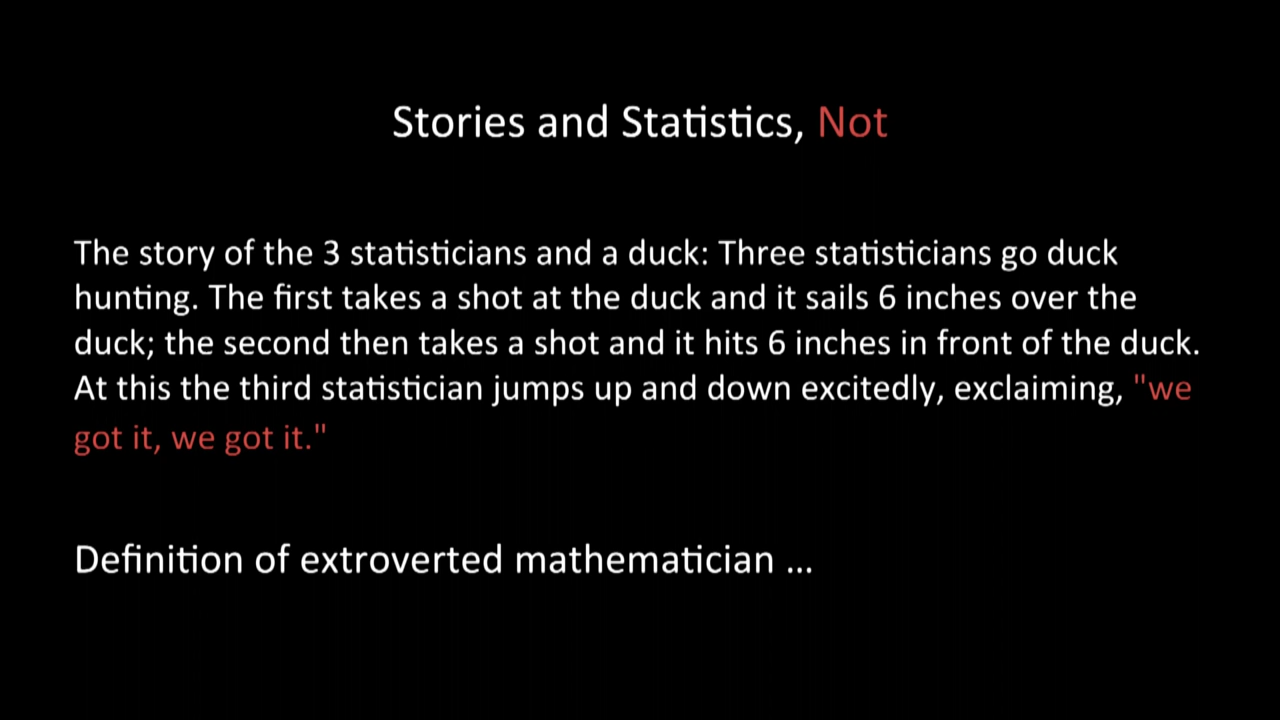 Stories and Statistics, Not
The story of the 3 statisticians and a duck: Three statisticians go duck
hunting. The first takes a shot at the duck and it sails 6 inches over the
duck; the second then takes a shot and it hits 6 inches in front of the duck.
At this the third statistician jumps up and down excitedly, exclaiming, "we
got it, we got it."
Definition of extroverted mathematician ...